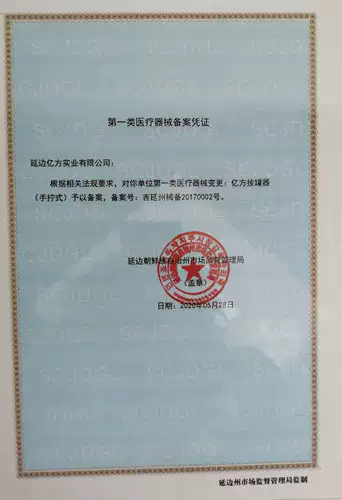 第一类医疗器械备案凭证
延边亿方实业有限公司：
根据相关法规要求，对你单位第一类医疗器械变更：亿方拔罐器
（手拧式）予以备案，备案号：吉延州械备20170002号。
延边朝鲜族自治州市场监督管理局
（盖章）
日期：2020年05月28日
延边州市场监督管理局监制